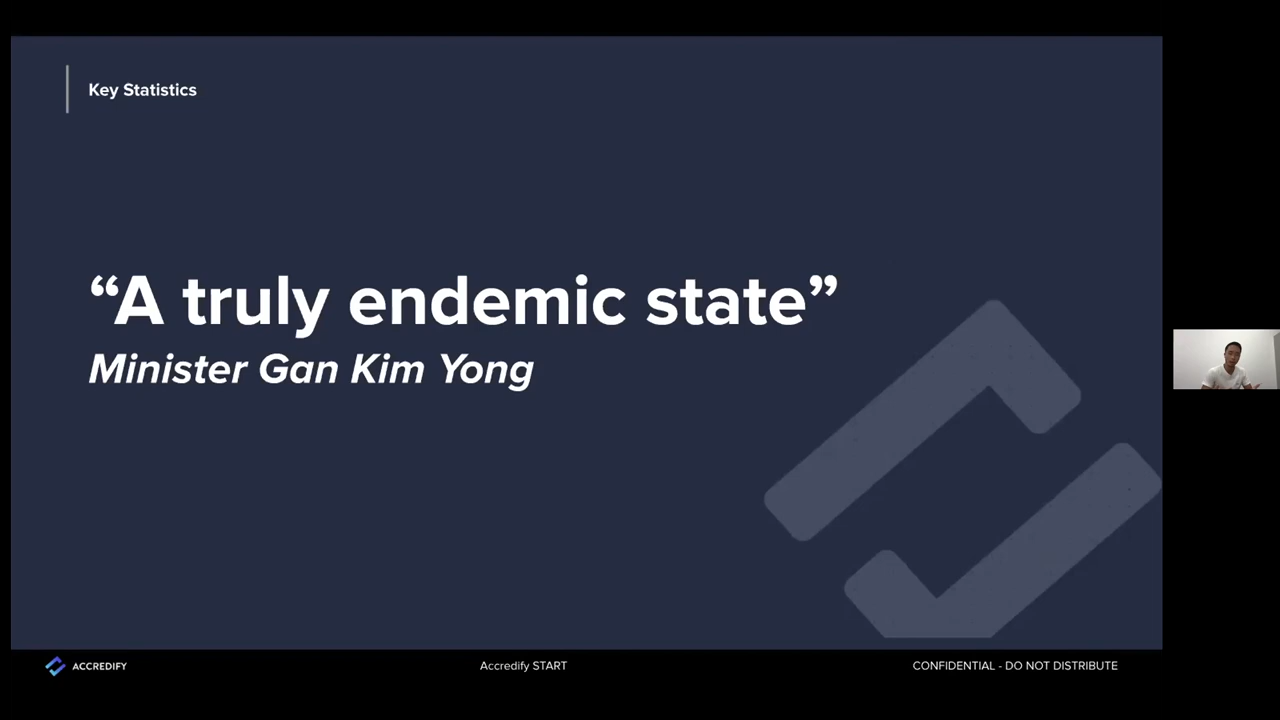 Key Statistics
“A truly endemic state”
Minister Gan Kim Yong
ACCREDIFY
Accredify START
CONFIDENTIAL - DO NOT DISTRIBUTE